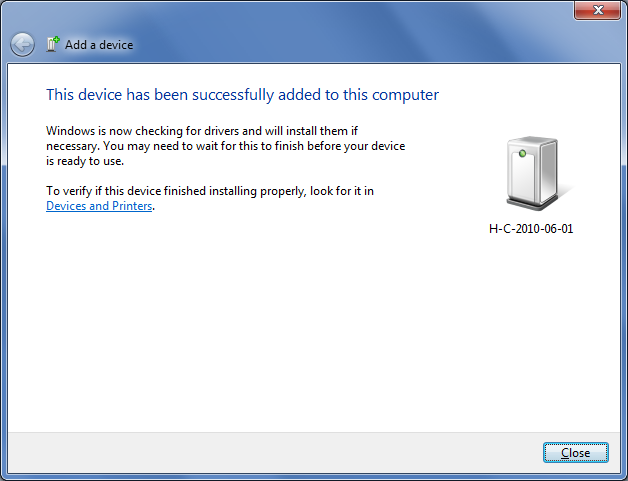 Add a device
This device has been successfully added to this computer
Windows is now checking for drivers and will install them if
necessary. You may need to wait for this to finish before your device
is ready to use.
To verify if this device finished installing properly, look for it in
Devices and Printers.
H-C-2010-06-01
Close